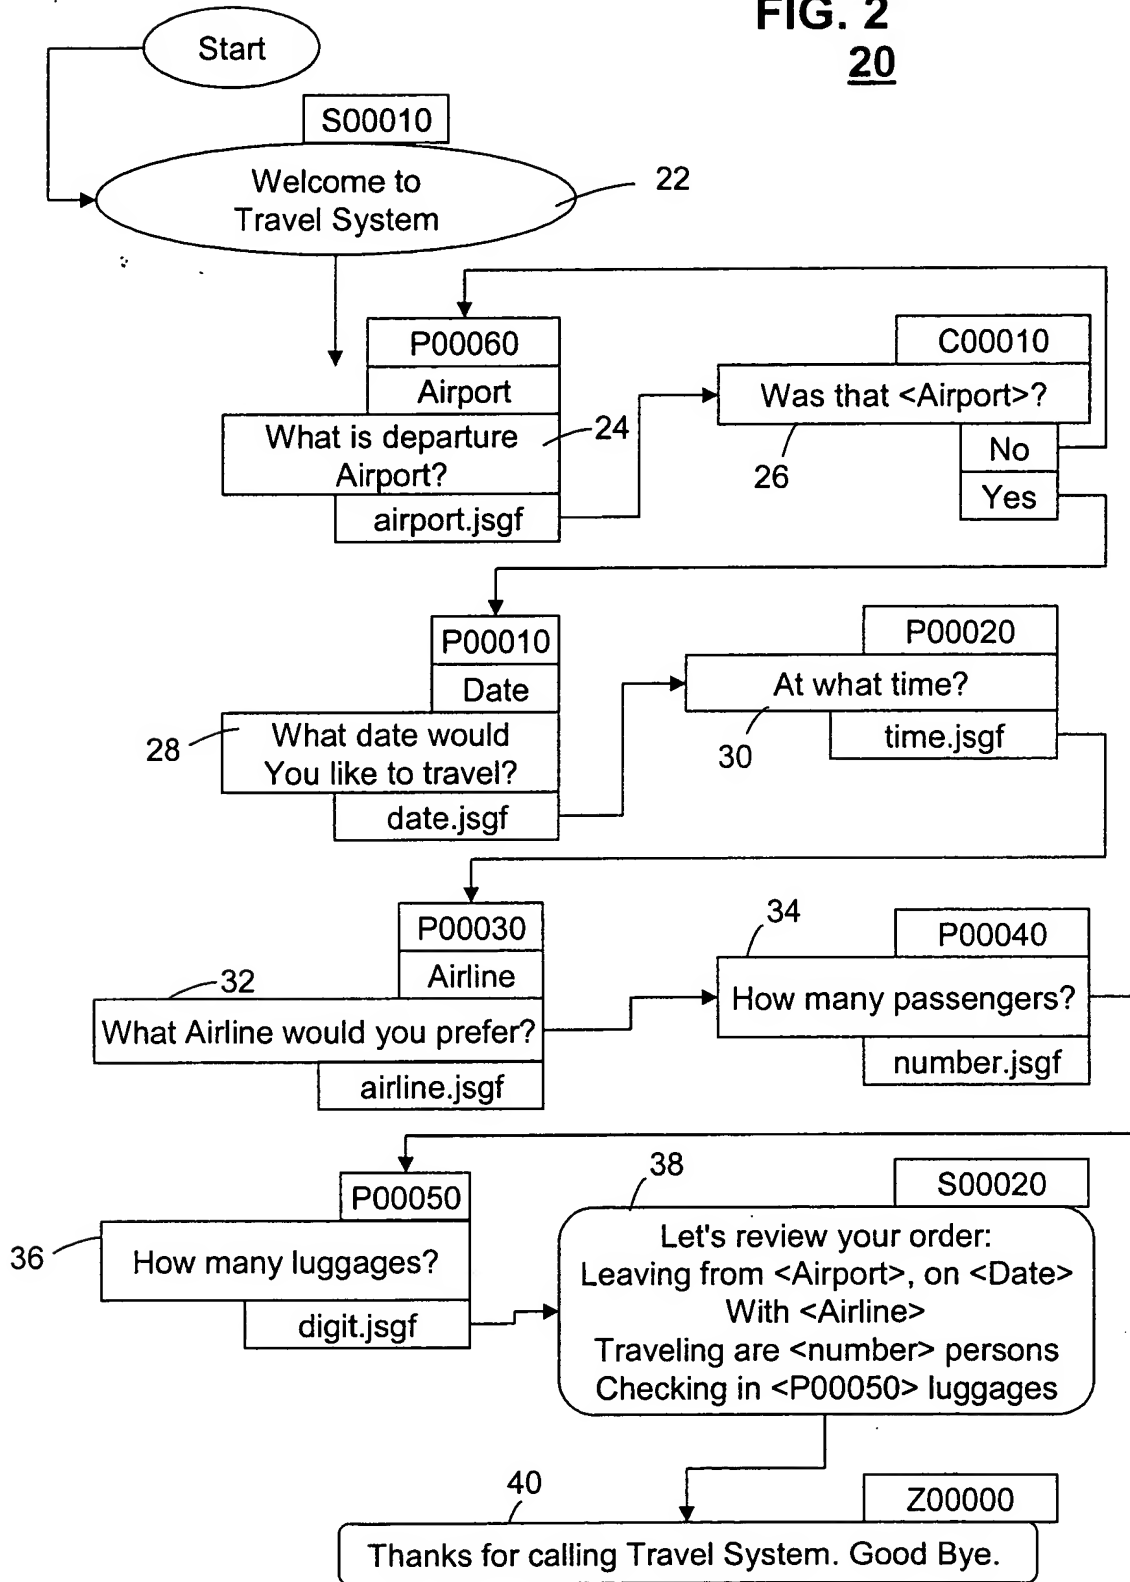 FIG. 2
20
Start
S00010
Welcome to
Travel System
22
P00060
Airport
What is departure
Airport?
24
airport.jsgf
C00010
Was that <Airport>?
26
No
Yes
P00010
Date
28
What date would
You like to travel?
date.jsgf
P00020
At what time?
30
time.jsgf
P00030
Airline
32
What Airline would you prefer?
airline.jsgf
34
P00040
How many passengers?
number.jsgf
P00050
36
How many luggages?
digit.jsgf
38
S00020
Let's review your order:
Leaving from <Airport>, on <Date>
With <Airline>
Traveling are <number> persons
Checking in <P00050> luggages
40
Z00000
Thanks for calling Travel System. Good Bye.